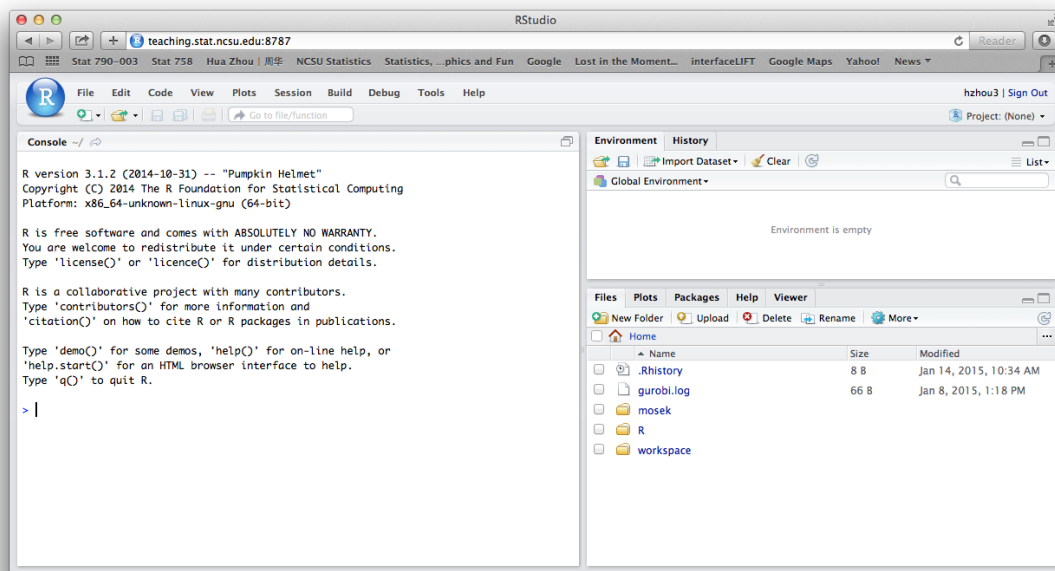 RStudio
teaching.stat.ncsu.edu:8787 Reader
Stat 790-003 Stat 758 Hua Zhou | 周华 NCSU Statistics Statistics, ...phics and Fun Google Lost in the Moment... interfaceLIFT Google Maps Yahoo! News
R File Edit Code View Plots Session Build Debug Tools Help hzhou3 | Sign Out
Go to file/function Project: (None)
Console ~/
R version 3.1.2 (2014-10-31) -- "Pumpkin Helmet"
Copyright (C) 2014 The R Foundation for Statistical Computing
Platform: x86_64-unknown-linux-gnu (64-bit)
R is free software and comes with ABSOLUTELY NO WARRANTY.
You are welcome to redistribute it under certain conditions.
Type 'license()' or 'licence()' for distribution details.
R is a collaborative project with many contributors.
Type 'contributors()' for more information and
'citation()' on how to cite R or R packages in publications.
Type 'demo()' for some demos, 'help()' for on-line help, or
'help.start()' for an HTML browser interface to help.
Type 'q()' to quit R.
>
Environment History
Import Dataset Clear List
Global Environment
Environment is empty
Files Plots Packages Help Viewer
New Folder Upload Delete Rename More
Home ...
Name Size Modified
.Rhistory 8 B Jan 14, 2015, 10:34 AM
gurobi.log 66 B Jan 8, 2015, 1:18 PM
mosek
R
workspace